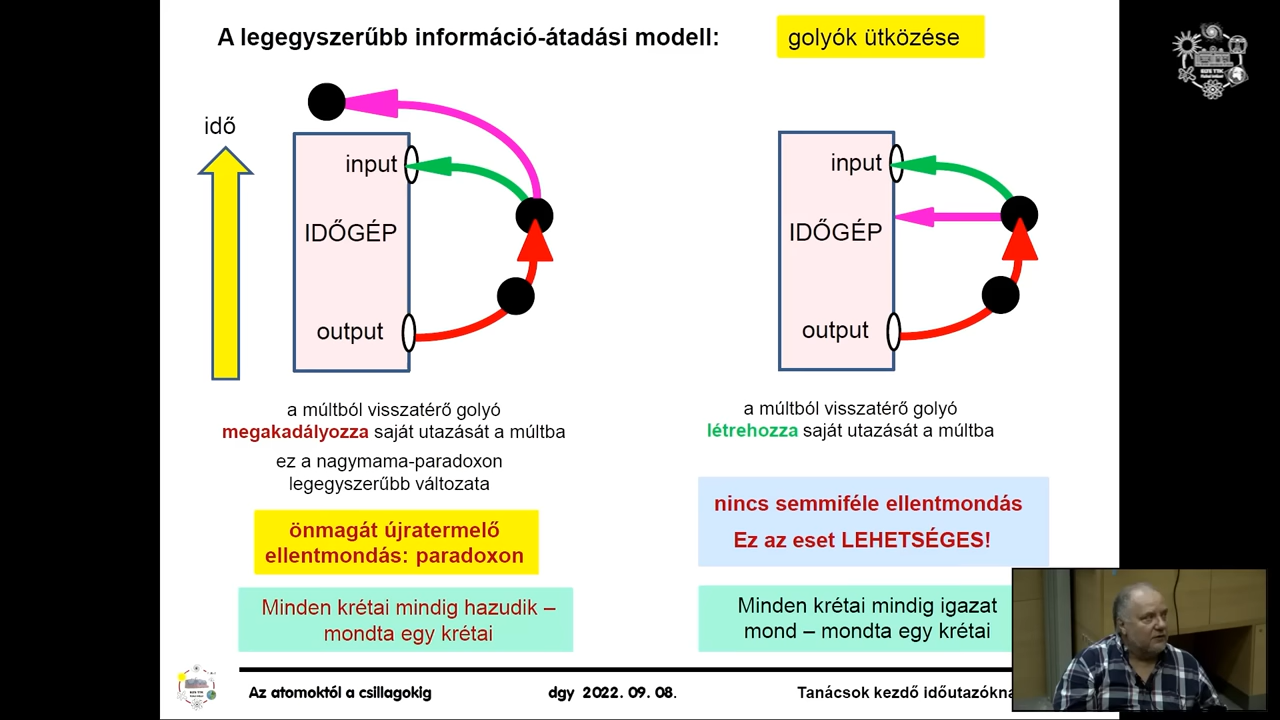 A legegyszerűbb információ-átadási modell:
golyók ütközése
idő
input
IDŐGÉP
output
a múltból visszatérő golyó
megakadályozza saját utazását a múltba
ez a nagymama-paradoxon
legegyszerűbb változata
önmagát újratermelő
ellentmondás: paradoxon
Minden krétai mindig hazudik –
mondta egy krétai
input
IDŐGÉP
output
a múltból visszatérő golyó
létrehozza saját utazását a múltba
nincs semmiféle ellentmondás
Ez az eset LEHETSÉGES!
Minden krétai mindig igazat
mond – mondta egy krétai
Az atomoktól a csillagokig
dgy 2022. 09. 08.
Tanácsok kezdő